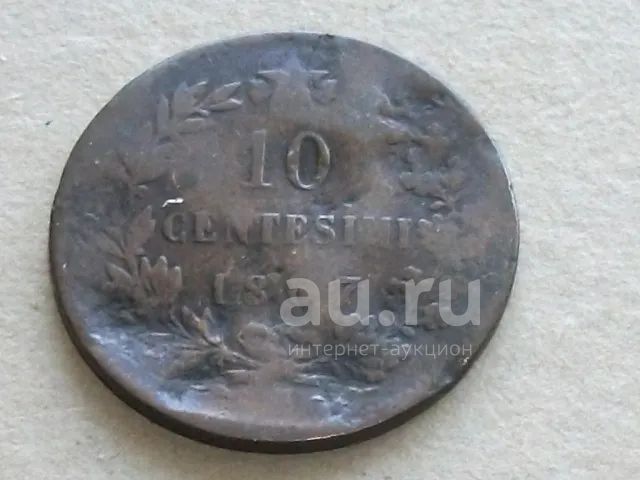 10
CENTESIMI
au.ru
интернет-аукцион